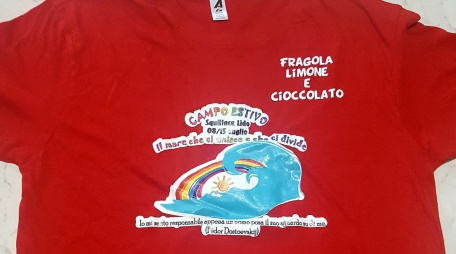 A
FRAGOLA
LIMONE
E
CIOCCOLATO
CAMPO ESTIVO
Squillace Lido
08/15 Luglio
Il mare che ci unisce e che ci divide
Io mi sento responsabile appena un uomo posa il suo sguardo su di me.
(Fëdor Dostoevskij)